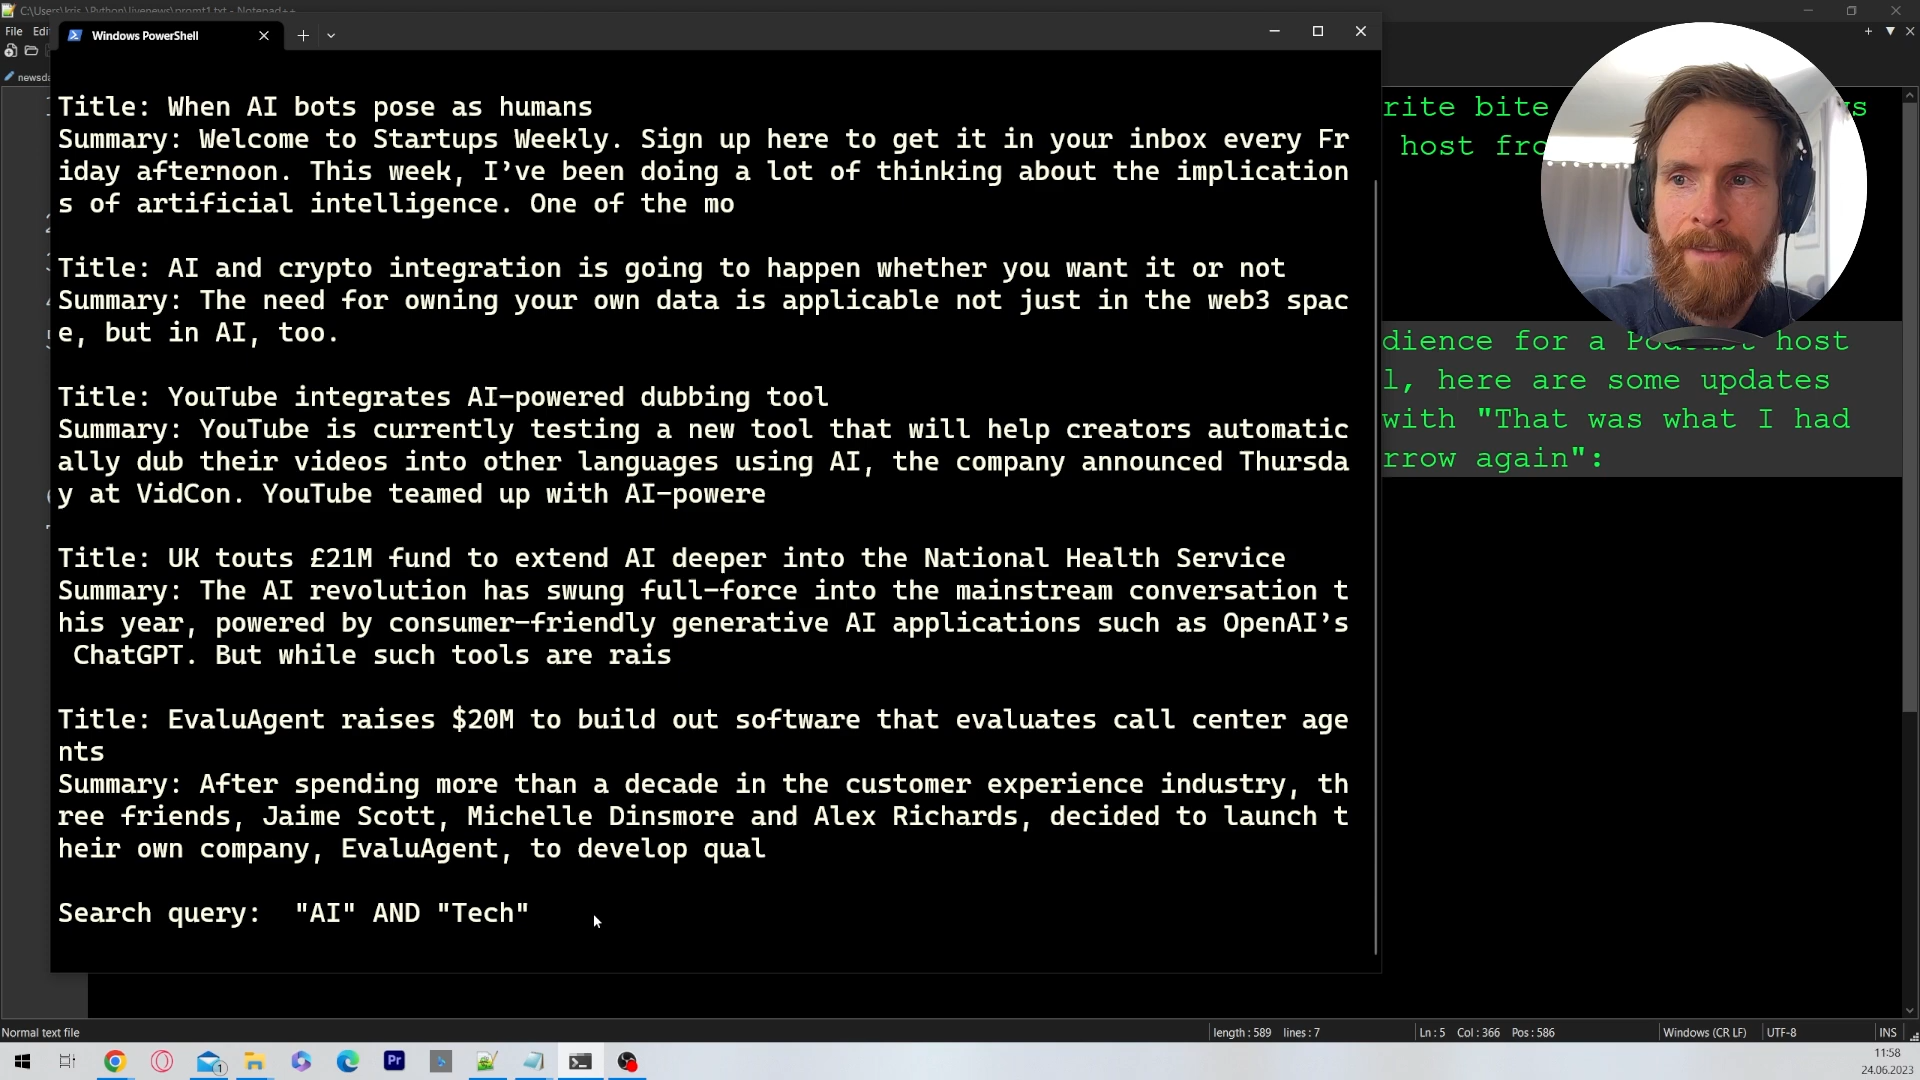 C:\Users\kris_\Python\livenews\promt1.txt - Notepad++
File
Windows PowerShell
Title: When AI bots pose as humans
Summary: Welcome to Startups Weekly. Sign up here to get it in your inbox every Fr
iday afternoon. This week, I’ve been doing a lot of thinking about the implication
s of artificial intelligence. One of the mo
Title: AI and crypto integration is going to happen whether you want it or not
Summary: The need for owning your own data is applicable not just in the web3 spac
e, but in AI, too.
Title: YouTube integrates AI-powered dubbing tool
Summary: YouTube is currently testing a new tool that will help creators automatic
ally dub their videos into other languages using AI, the company announced Thursda
y at VidCon. YouTube teamed up with AI-powere
Title: UK touts £21M fund to extend AI deeper into the National Health Service
Summary: The AI revolution has swung full-force into the mainstream conversation t
his year, powered by consumer-friendly generative AI applications such as OpenAI’s
ChatGPT. But while such tools are rais
Title: EvaluAgent raises $20M to build out software that evaluates call center age
nts
Summary: After spending more than a decade in the customer experience industry, th
ree friends, Jaime Scott, Michelle Dinsmore and Alex Richards, decided to launch t
heir own company, EvaluAgent, to develop qual
Search query:  "AI" AND "Tech"
rite bite
host fro
dience for a Podcast host
l, here are some updates
with "That was what I had
rrow again":
Normal text file
length : 589 lines : 7
Ln : 5 Col : 366 Pos : 586
Windows (CR LF)
UTF-8
INS
Pr
11:58
24.06.2023